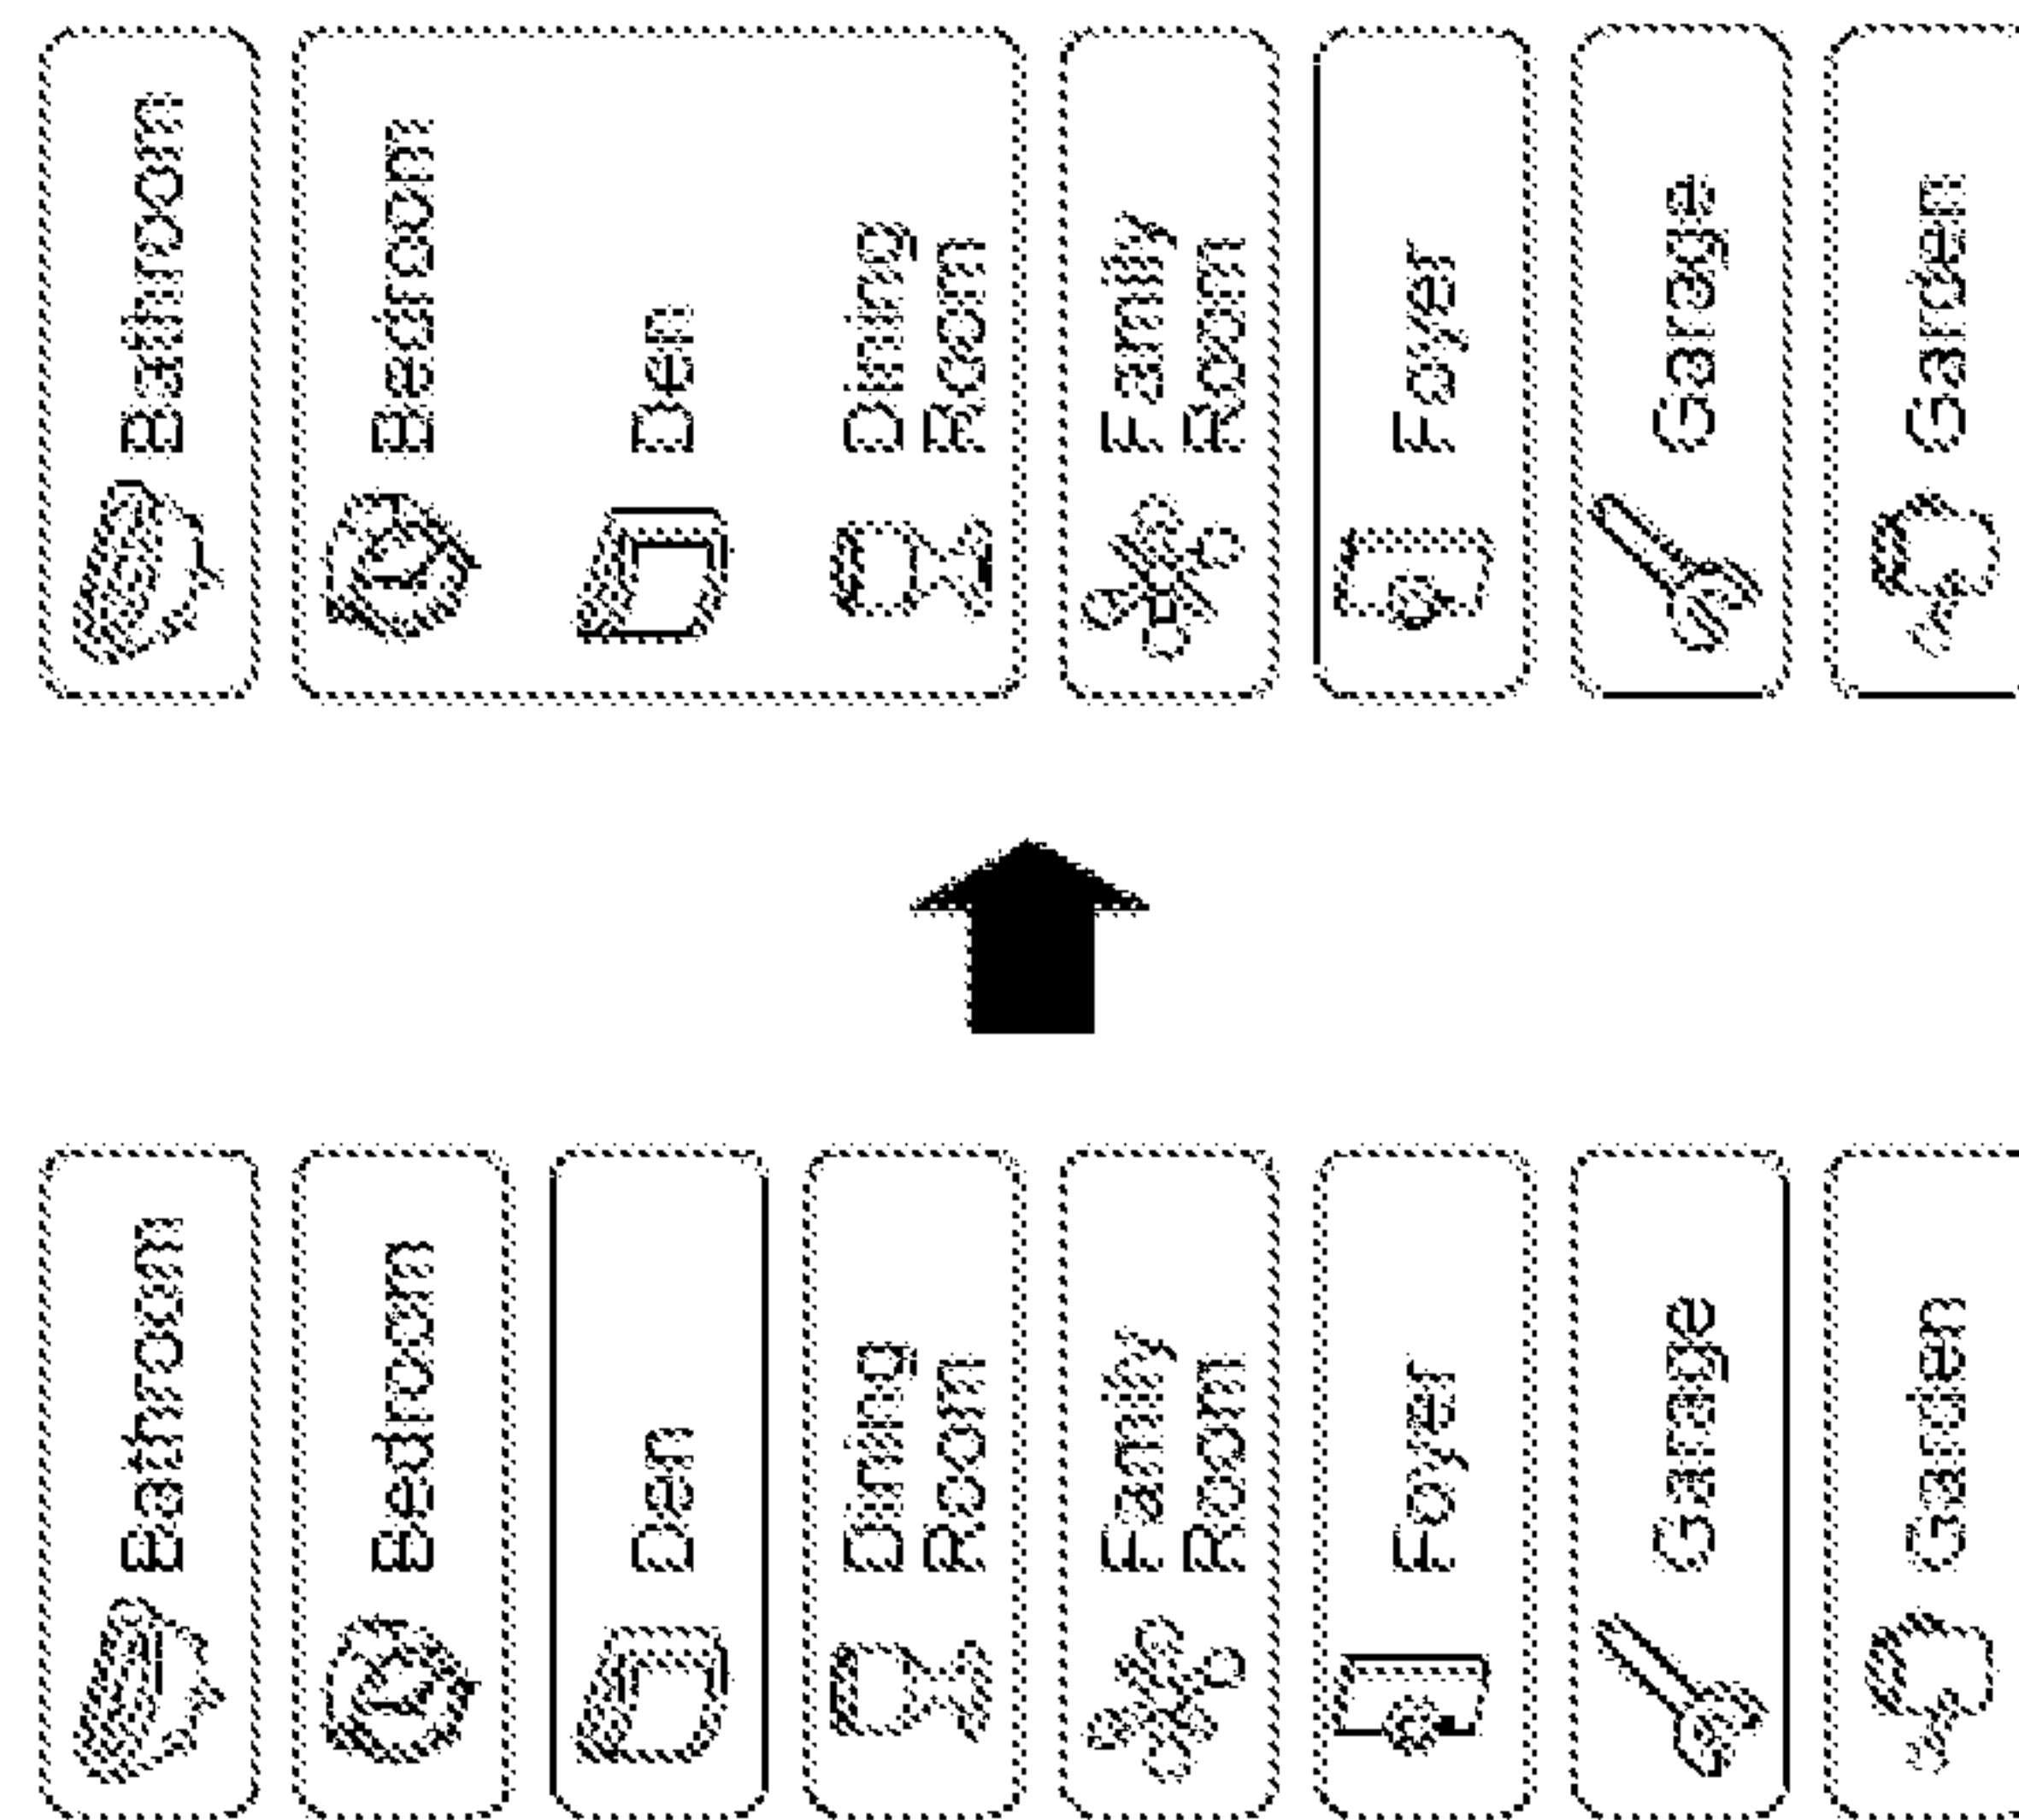 Bathroom
Bedroom
Den
Dining
Room
Family
Room
Foyer
Garage
Garden
Bathroom
Bedroom
Den
Dining
Room
Family
Room
Foyer
Garage
Garden